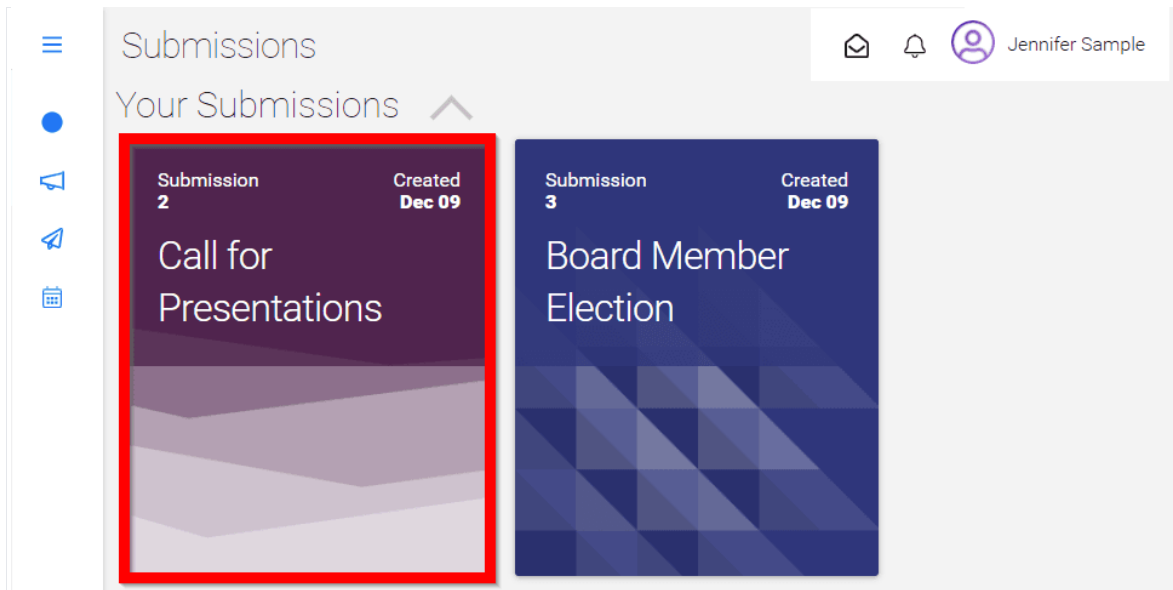 Submissions
Jennifer Sample
Your Submissions
Submission
2
Created
Dec 09
Call for
Presentations
Submission
3
Created
Dec 09
Board Member
Election